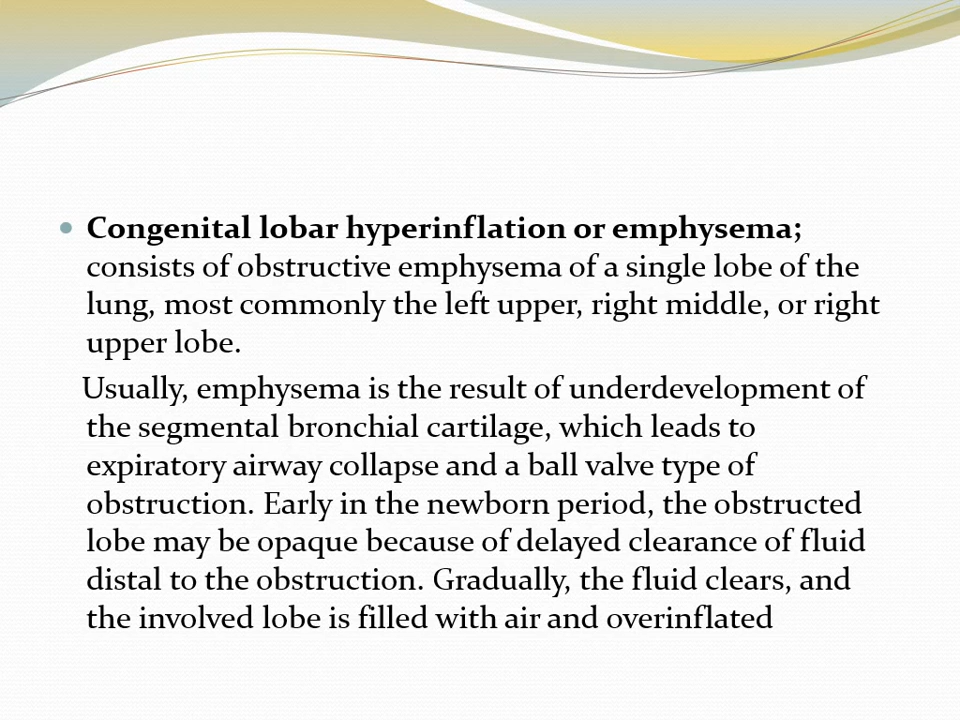 Congenital lobar hyperinflation or emphysema;
consists of obstructive emphysema of a single lobe of the
lung, most commonly the left upper, right middle, or right
upper lobe.
Usually, emphysema is the result of underdevelopment of
the segmental bronchial cartilage, which leads to
expiratory airway collapse and a ball valve type of
obstruction. Early in the newborn period, the obstructed
lobe may be opaque because of delayed clearance of fluid
distal to the obstruction. Gradually, the fluid clears, and
the involved lobe is filled with air and overinflated